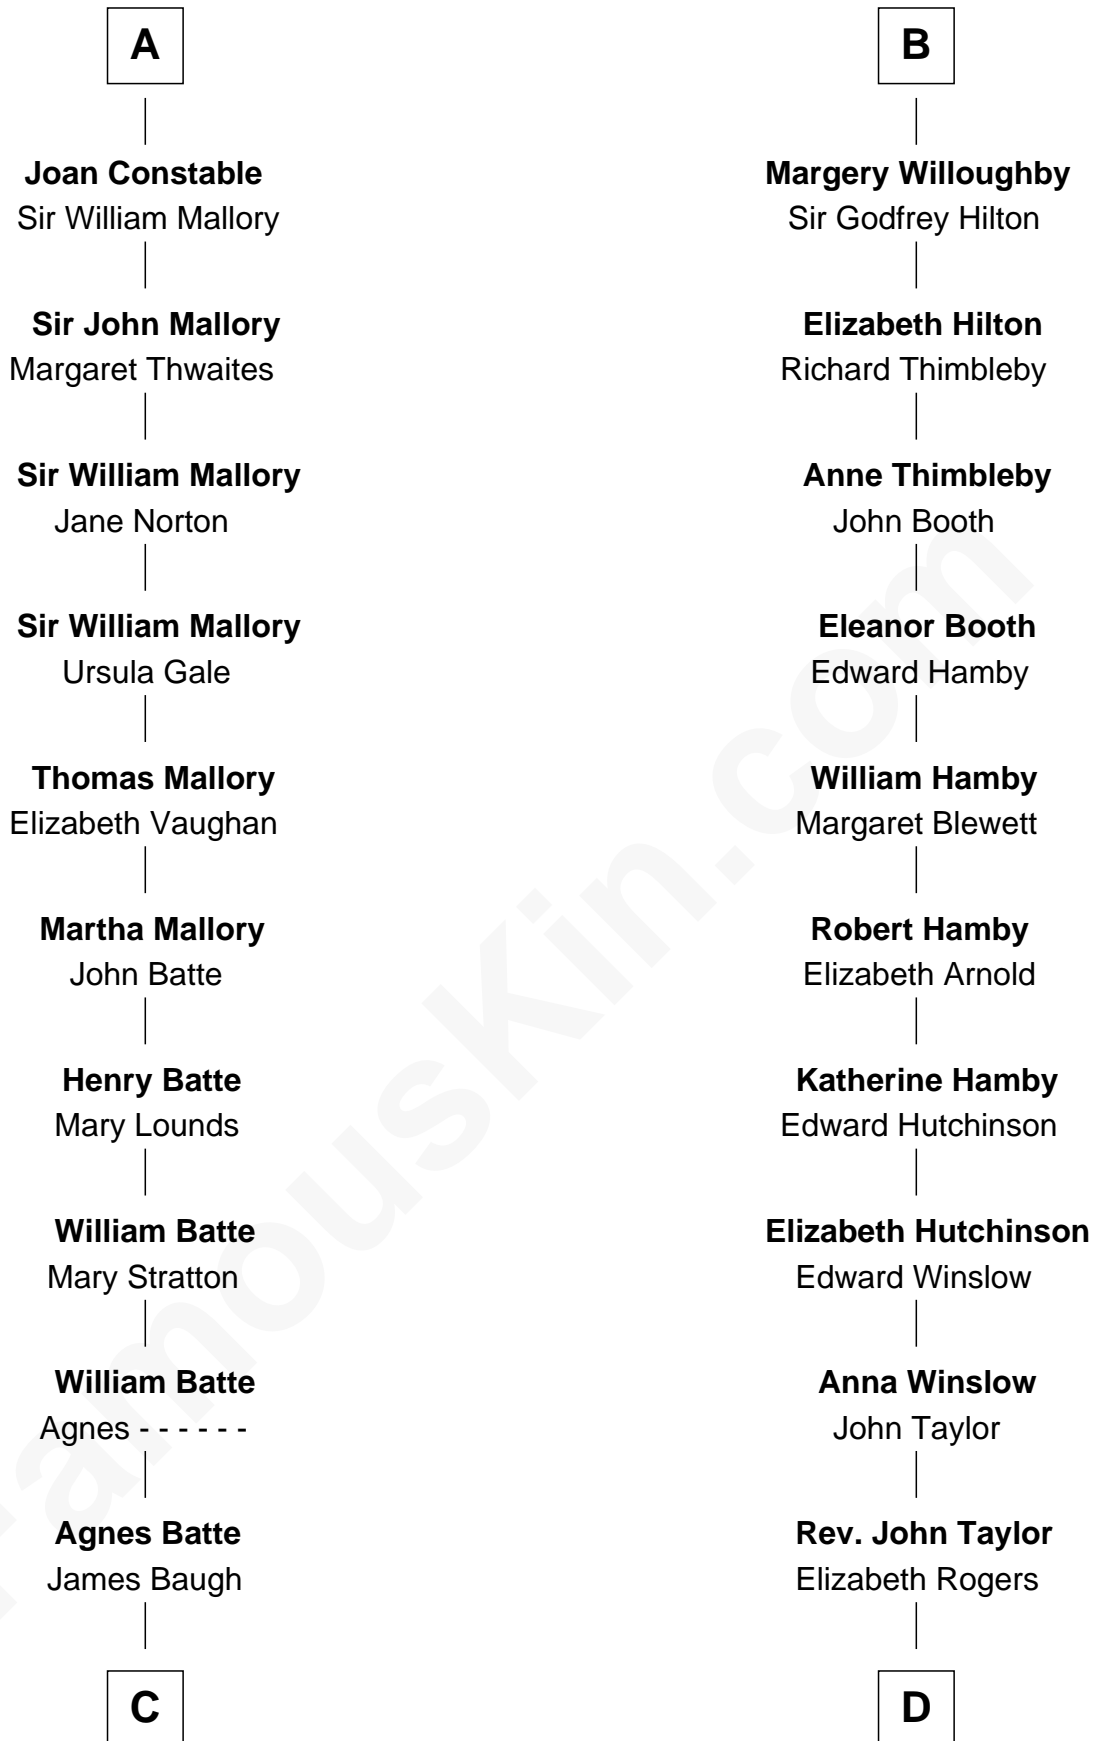 A
Joan Constable
Sir William Mallory
Sir John Mallory
Margaret Thwaites
Sir William Mallory
Jane Norton
Sir William Mallory
Ursula Gale
Thomas Mallory
Elizabeth Vaughan
Martha Mallory
John Batte
Henry Batte
Mary Lounds
William Batte
Mary Stratton
William Batte
Agnes - - - - - -
Agnes Batte
James Baugh
C
B
Margery Willoughby
Sir Godfrey Hilton
Elizabeth Hilton
Richard Thimbleby
Anne Thimbleby
John Booth
Eleanor Booth
Edward Hamby
William Hamby
Margaret Blewett
Robert Hamby
Elizabeth Arnold
Katherine Hamby
Edward Hutchinson
Elizabeth Hutchinson
Edward Winslow
Anna Winslow
John Taylor
Rev. John Taylor
Elizabeth Rogers
D
FamousKin.com